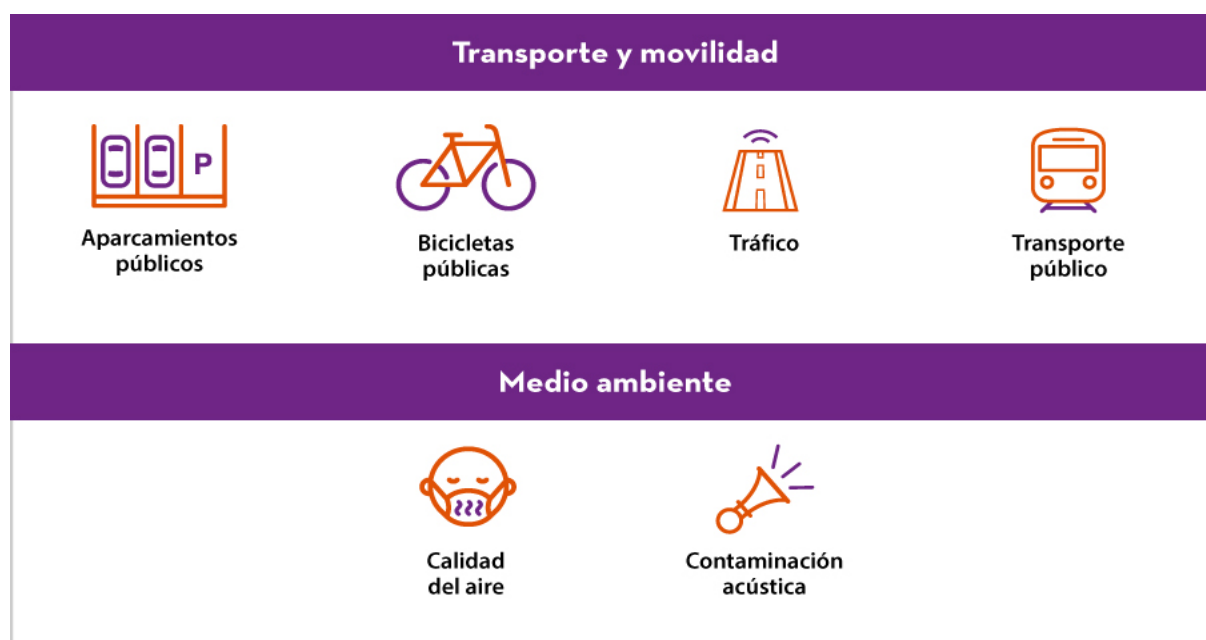 Transporte y movilidad
P
Aparcamientos
públicos
Bicicletas
públicas
Tráfico
Transporte
público
Medio ambiente
Calidad
del aire
Contaminación
acústica